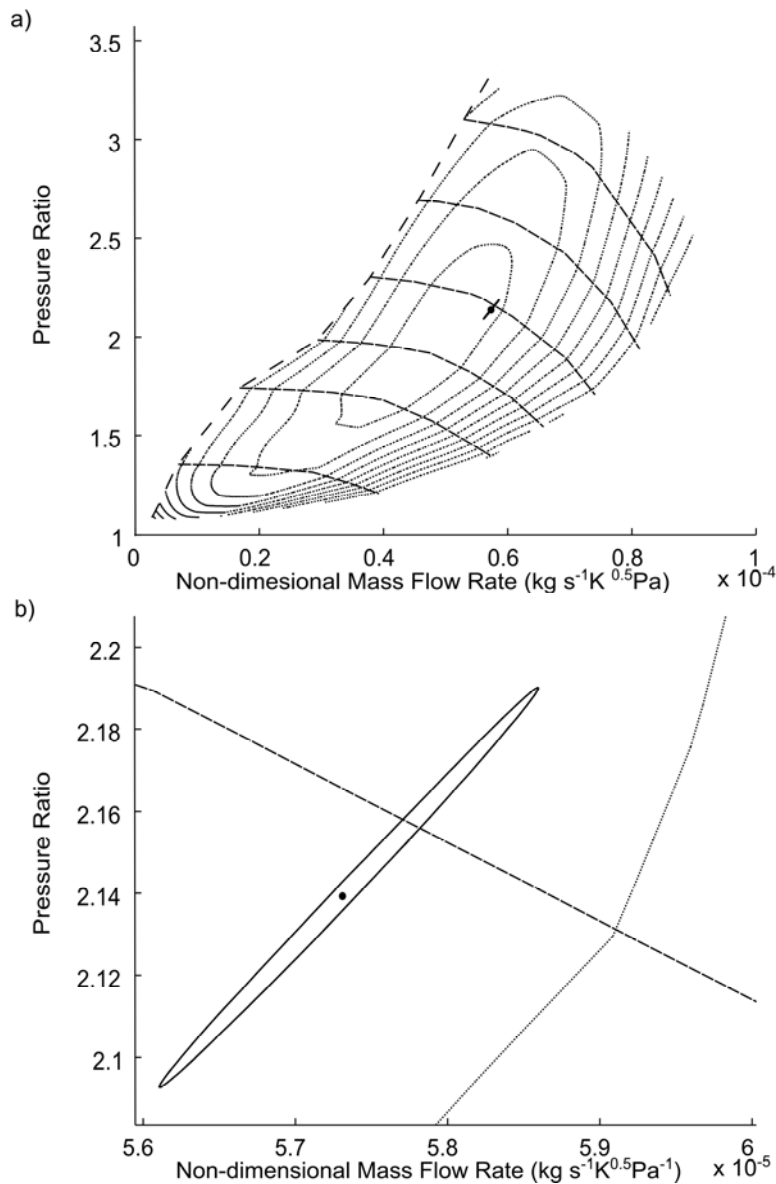 a)
3.5
3
2.5
2
1.5
1
Pressure Ratio
0
0.2
0.4
0.6
0.8
1
x 10⁻⁴
Non-dimesional Mass Flow Rate (kg s⁻¹K ⁰·⁵Pa)
b)
2.2
2.18
2.16
2.14
2.12
2.1
Pressure Ratio
5.6
5.7
5.8
5.9
6
x 10⁻⁵
Non-dimensional Mass Flow Rate (kg s⁻¹K⁰·⁵Pa⁻¹)